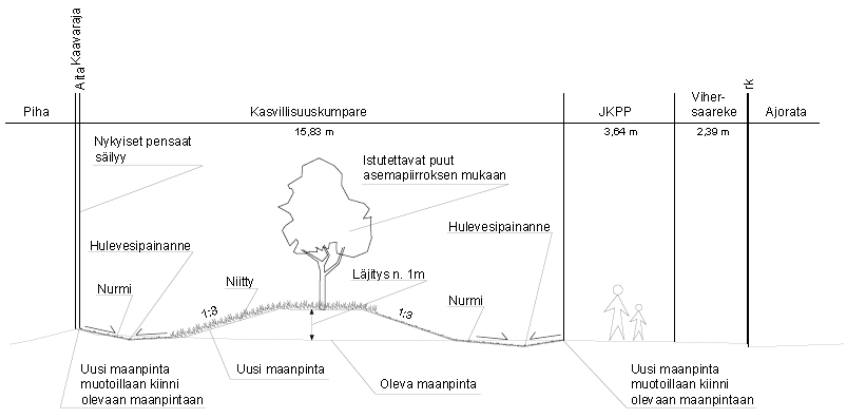 Kaavaraja
Aita
rk
Piha
Kasvillisuuskumpare
JKPP
Viher-
saareke
Ajorata
15,83 m
3,64 m
2,39 m
Nykyiset pensaat
säilyy
Istutettavat puut
asemapiirroksen mukaan
Hulevesipainanne
Hulevesipainanne
Nurmi
Niitty
Läjitys n. 1m
Nurmi
1:3
1:3
Uusi maanpinta
muotoillaan kiinni
olevaan maanpintaan
Uusi maanpinta
Oleva maanpinta
Uusi maanpinta
muotoillaan kiinni
olevaan maanpintaan